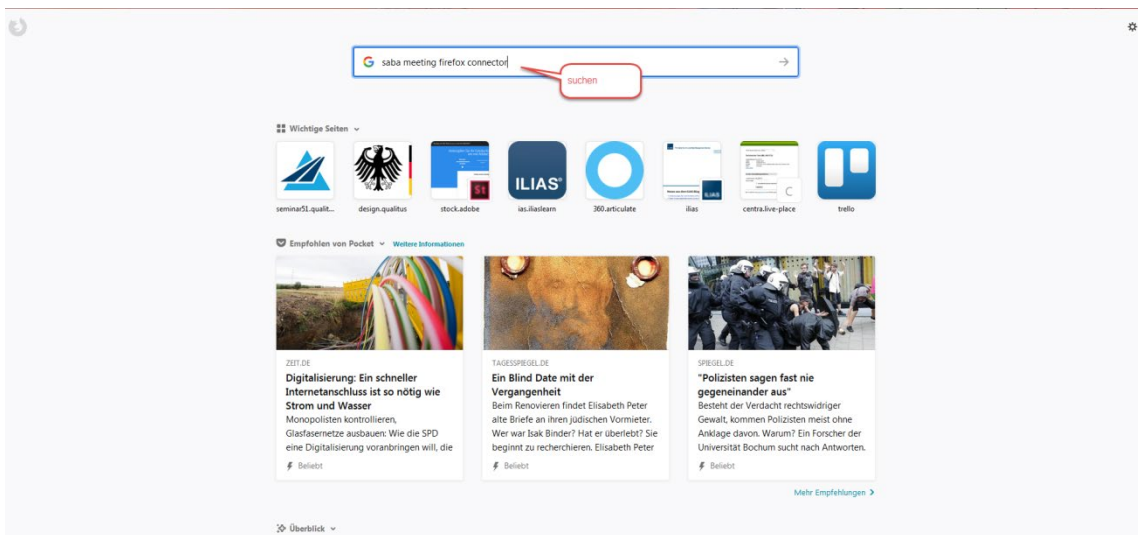 saba meeting firefox connector
suchen
Wichtige Seiten
St
ILIAS®
ILIAS
C
seminar51.qualit...
design.qualitus
stock.adobe
ias.iliaslearn
360.articulate
ilias
centra.live-place
trello
Empfohlen von Pocket
Weitere Informationen
ZEIT.DE
Digitalisierung: Ein schneller
Internetanschluss ist so nötig wie
Strom und Wasser
Monopolisten kontrollieren,
Glasfasernetze ausbauen: Wie die SPD
eine Digitalisierung voranbringen will, die
Beliebt
TAGESSPIEGEL.DE
Ein Blind Date mit der
Vergangenheit
Beim Renovieren findet Elisabeth Peter
alte Briefe an ihren jüdischen Vormieter.
Wer war Isak Binder? Hat er überlebt? Sie
beginnt zu recherchieren. Elisabeth Peter
Beliebt
SPIEGEL.DE
"Polizisten sagen fast nie
gegeneinander aus"
Besteht der Verdacht rechtswidriger
Gewalt, kommen Polizisten meist ohne
Anklage davon. Warum? Ein Forscher der
Universität Bochum sucht nach Antworten.
Beliebt
Mehr Empfehlungen
Überblick